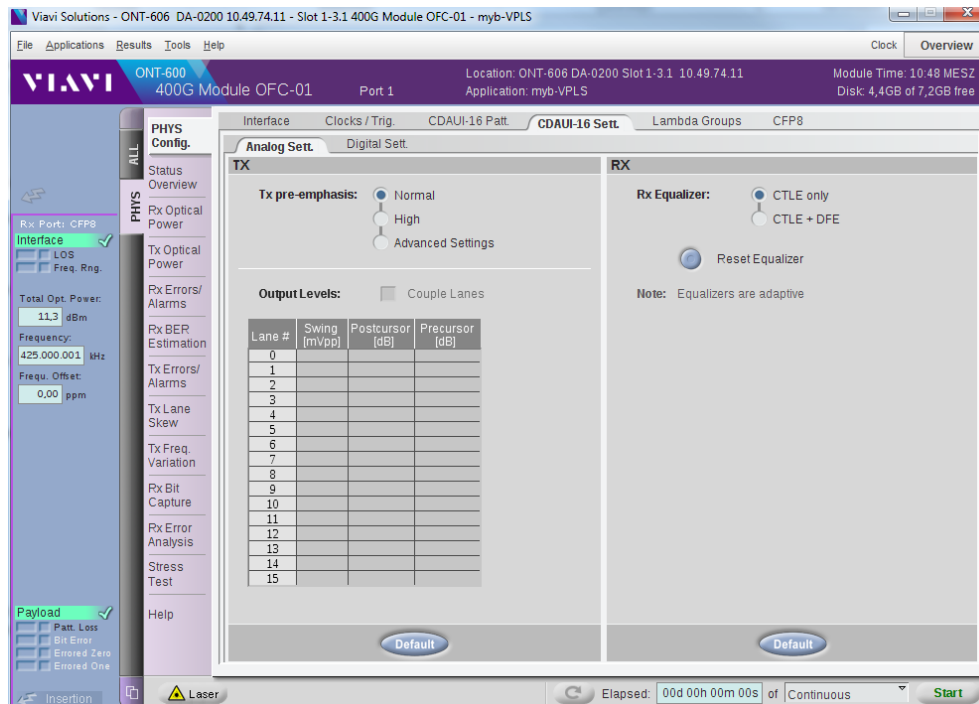 Viavi Solutions - ONT-606 DA-0200 10.49.74.11 - Slot 1-3.1 400G Module OFC-01 - myb-VPLS
File Applications Results Tools Help
Clock Overview
VIAVI
ONT-600
400G Module OFC-01 Port 1
Location: ONT-606 DA-0200 Slot 1-3.1 10.49.74.11
Application: myb-VPLS
Module Time: 10:48 MESZ
Disk: 4,4GB of 7,2GB free
Rx Port: CFP8
Interface
LOS
Freq. Rng.
Total Opt. Power:
11,3 dBm
Frequency:
425.000.001 kHz
Frequ. Offset:
0,00 ppm
Payload
Patt. Loss
Bit Error
Errored Zero
Errored One
Insertion
ALL
PHYS
PHYS Config.
Status Overview
Rx Optical Power
Tx Optical Power
Rx Errors/ Alarms
Rx BER Estimation
Tx Errors/ Alarms
Tx Lane Skew
Tx Freq. Variation
Rx Bit Capture
Rx Error Analysis
Stress Test
Help
Interface Clocks / Trig. CDAUI-16 Patt. CDAUI-16 Sett. Lambda Groups CFP8
Analog Sett. Digital Sett.
TX
Tx pre-emphasis: Normal
High
Advanced Settings
Output Levels: Couple Lanes
Lane # Swing [mVpp] Postcursor [dB] Precursor [dB]
0
1
2
3
4
5
6
7
8
9
10
11
12
13
14
15
Default
RX
Rx Equalizer: CTLE only
CTLE + DFE
Reset Equalizer
Note: Equalizers are adaptive
Default
Laser
Elapsed: 00d 00h 00m 00s of Continuous
Start